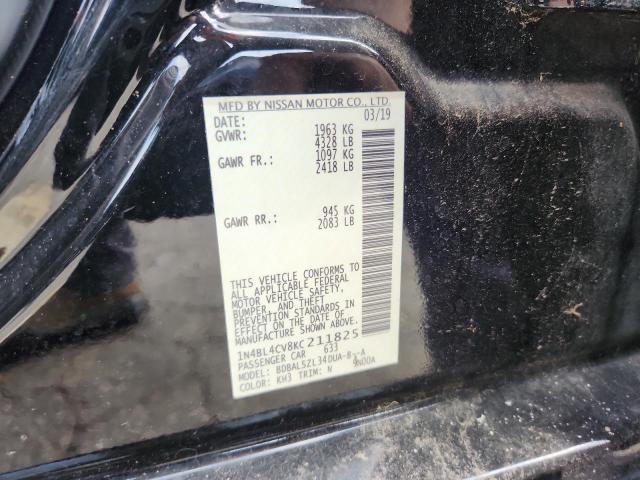 MFD BY NISSAN MOTOR CO., LTD.
DATE: 03/19
GVWR: 1963 KG
4328 LB
GAWR FR.: 1097 KG
2418 LB
GAWR RR.: 945 KG
2083 LB
THIS VEHICLE CONFORMS TO
ALL APPLICABLE FEDERAL
MOTOR VEHICLE SAFETY,
BUMPER, AND THEFT
PREVENTION STANDARDS IN
EFFECT ON THE DATE OF
MANUFACTURE SHOWN ABOVE.
1N4BL4CV8KC211825
PASSENGER CAR 633
MODEL: BDBALSZL34DUA-B--A
COLOR: KH3 TRIM: N 9N00A